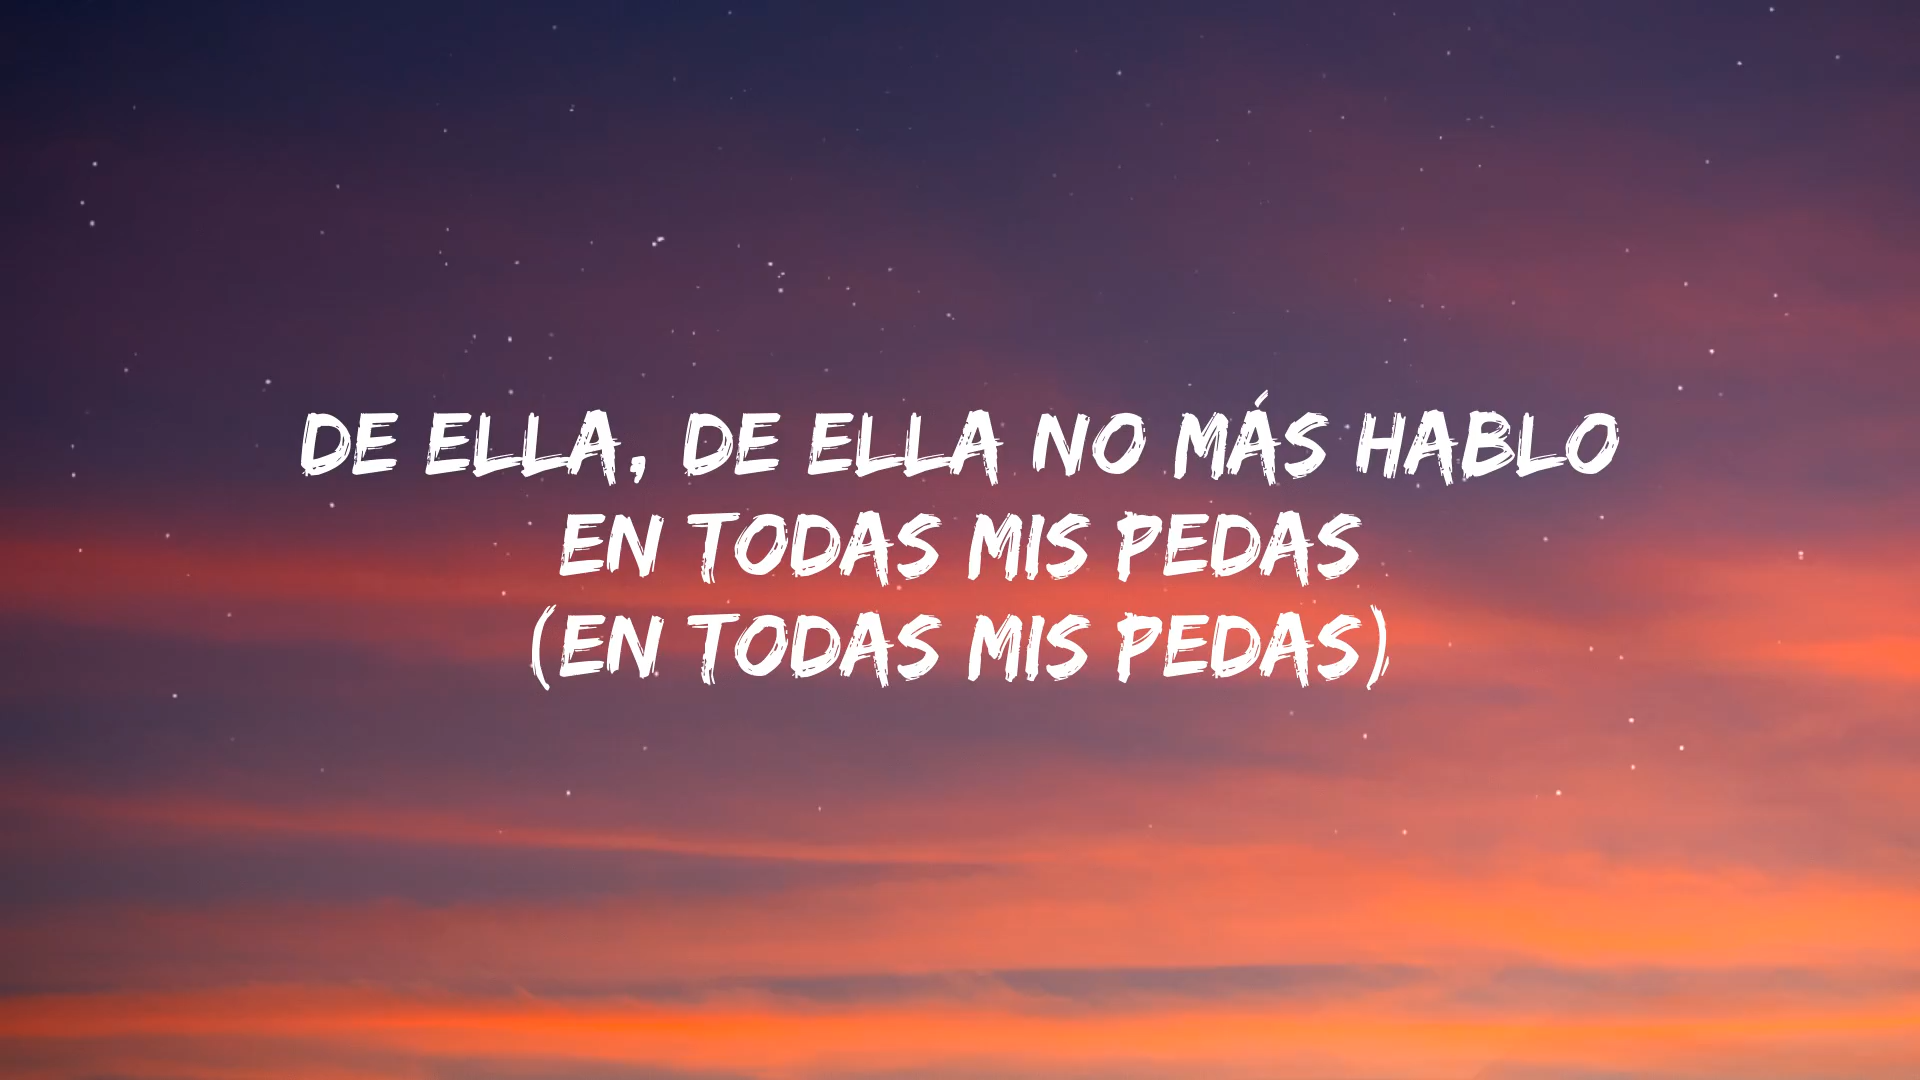 DE ELLA, DE ELLA NO MÁS HABLO
EN TODAS MIS PEDAS
(EN TODAS MIS PEDAS)